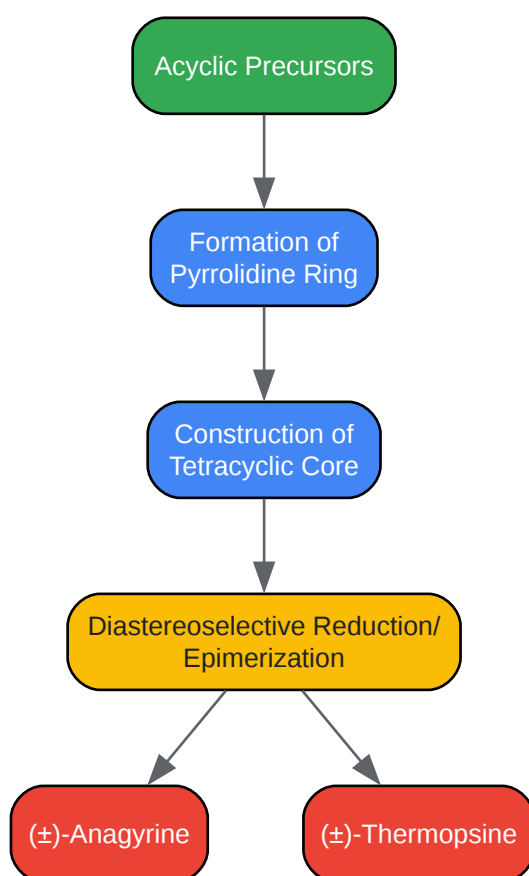 Acyclic Precursors
Formation of
Pyrrolidine Ring
Construction of
Tetracyclic Core
Diastereoselective Reduction/
Epimerization
(±)-Anagyrine
(±)-Thermopsine